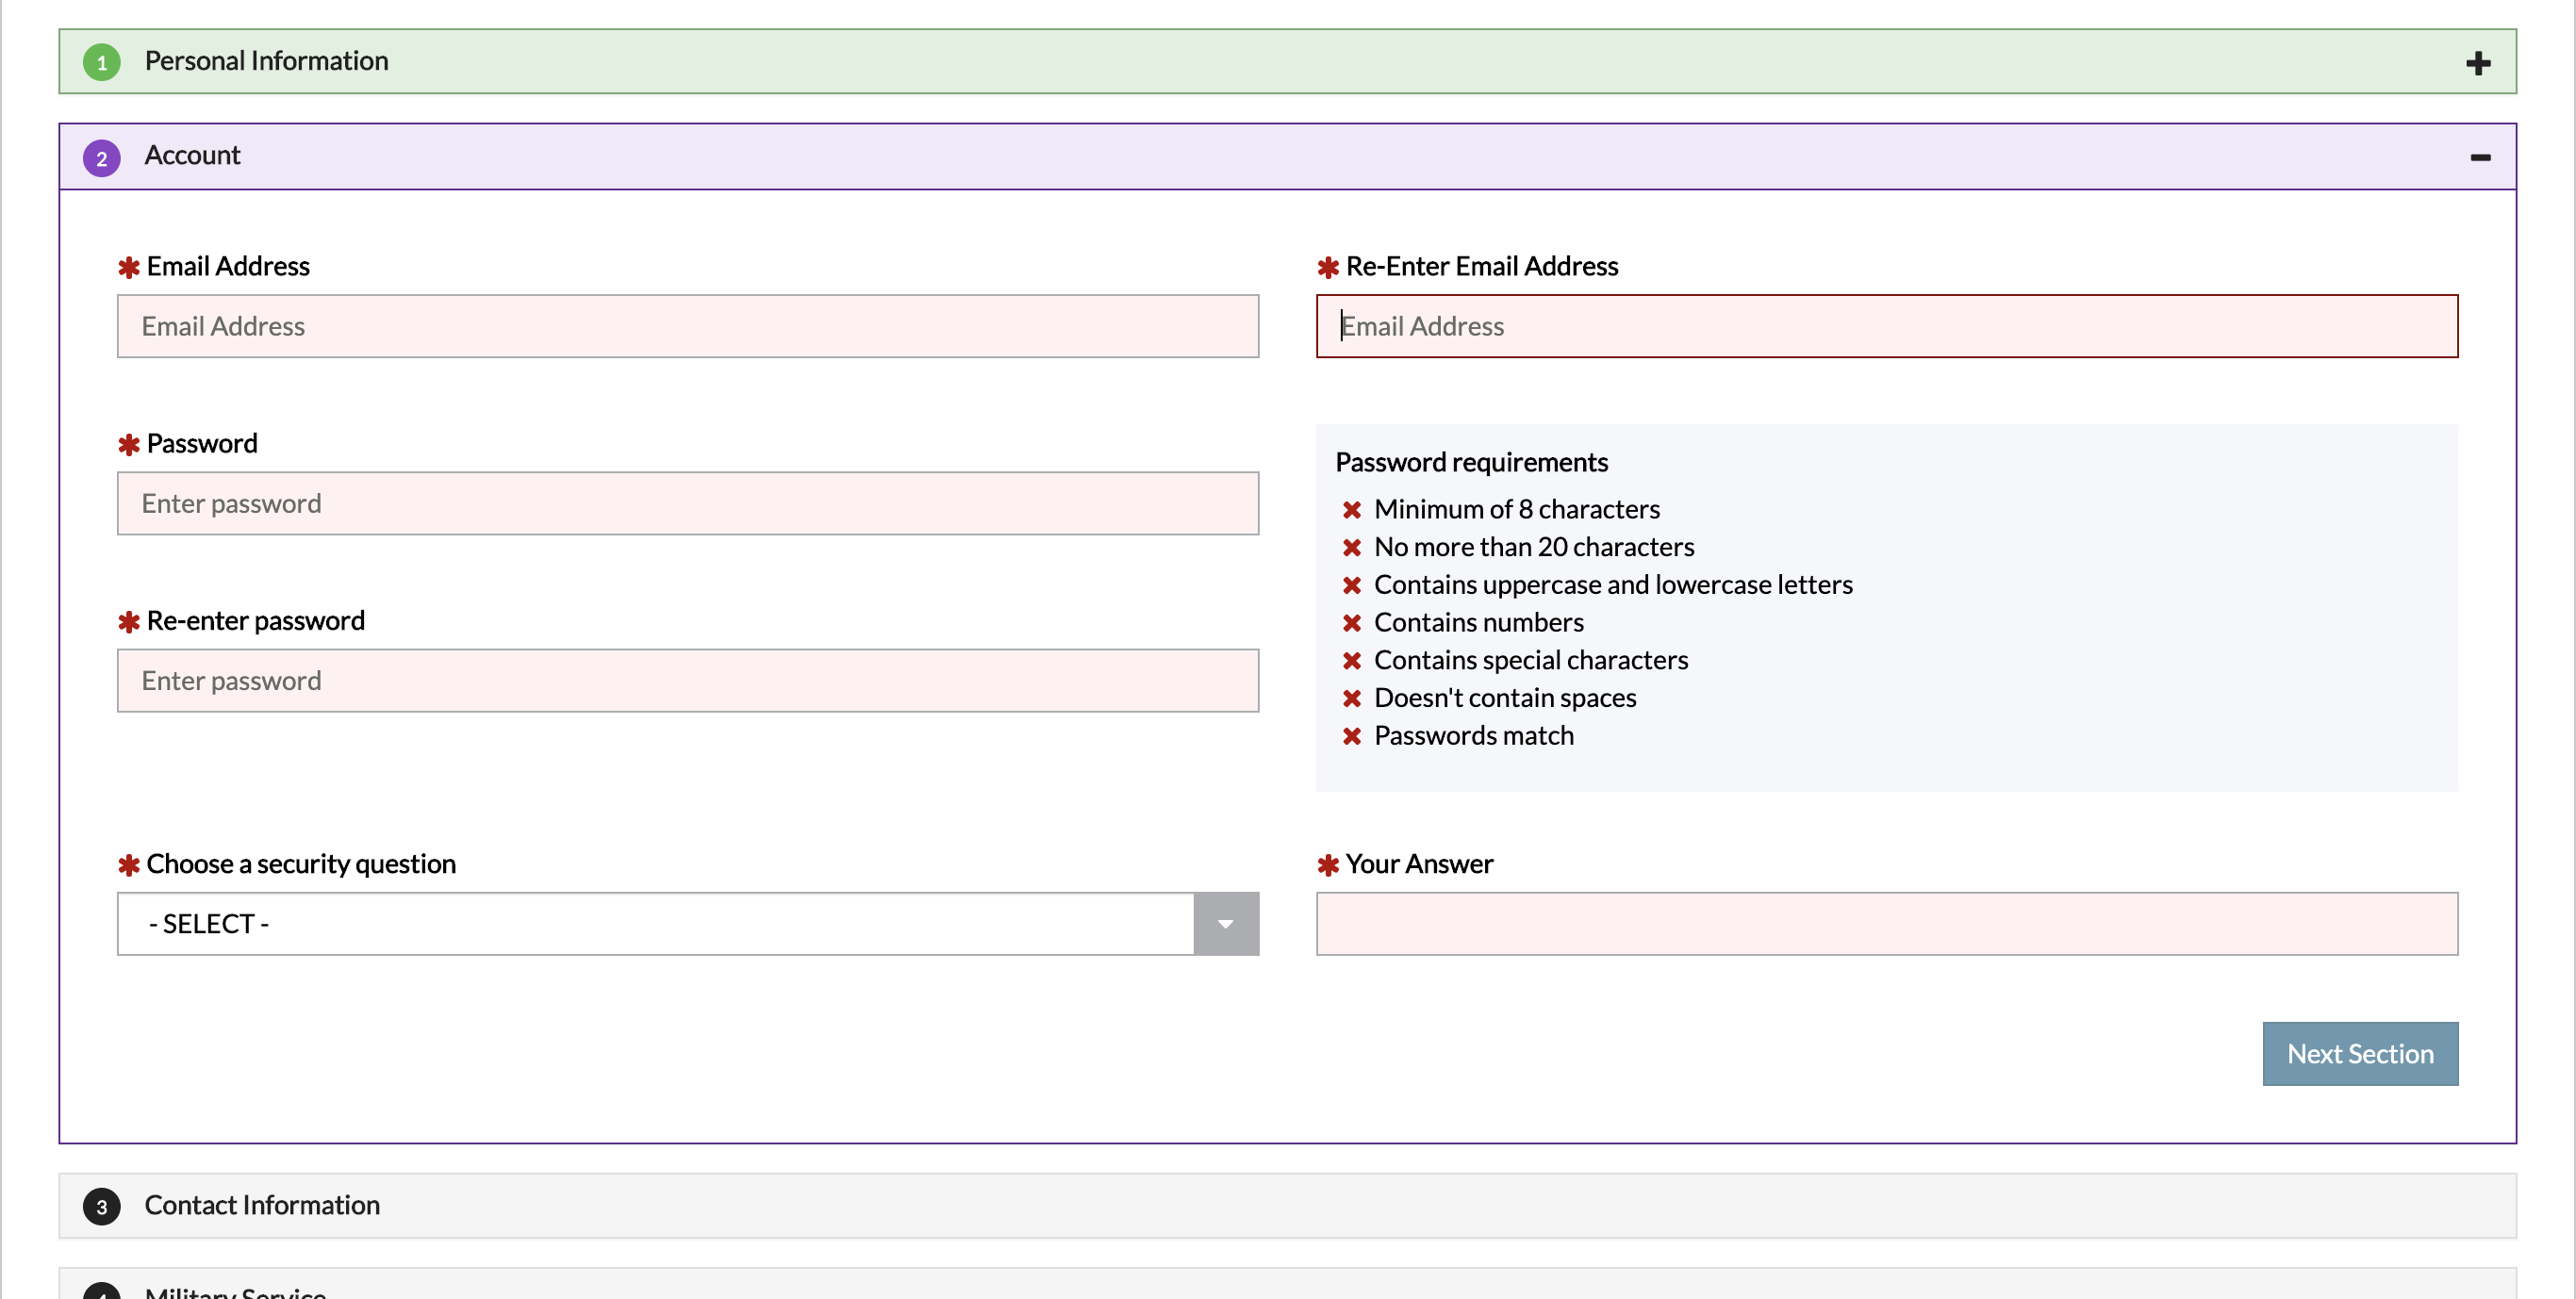 1 Personal Information
2 Account
* Email Address
Email Address
* Re-Enter Email Address
Email Address
* Password
Enter password
* Re-enter password
Enter password
Password requirements
Minimum of 8 characters
No more than 20 characters
Contains uppercase and lowercase letters
Contains numbers
Contains special characters
Doesn't contain spaces
Passwords match
* Choose a security question
- SELECT -
* Your Answer
Next Section
3 Contact Information
4 Military Service